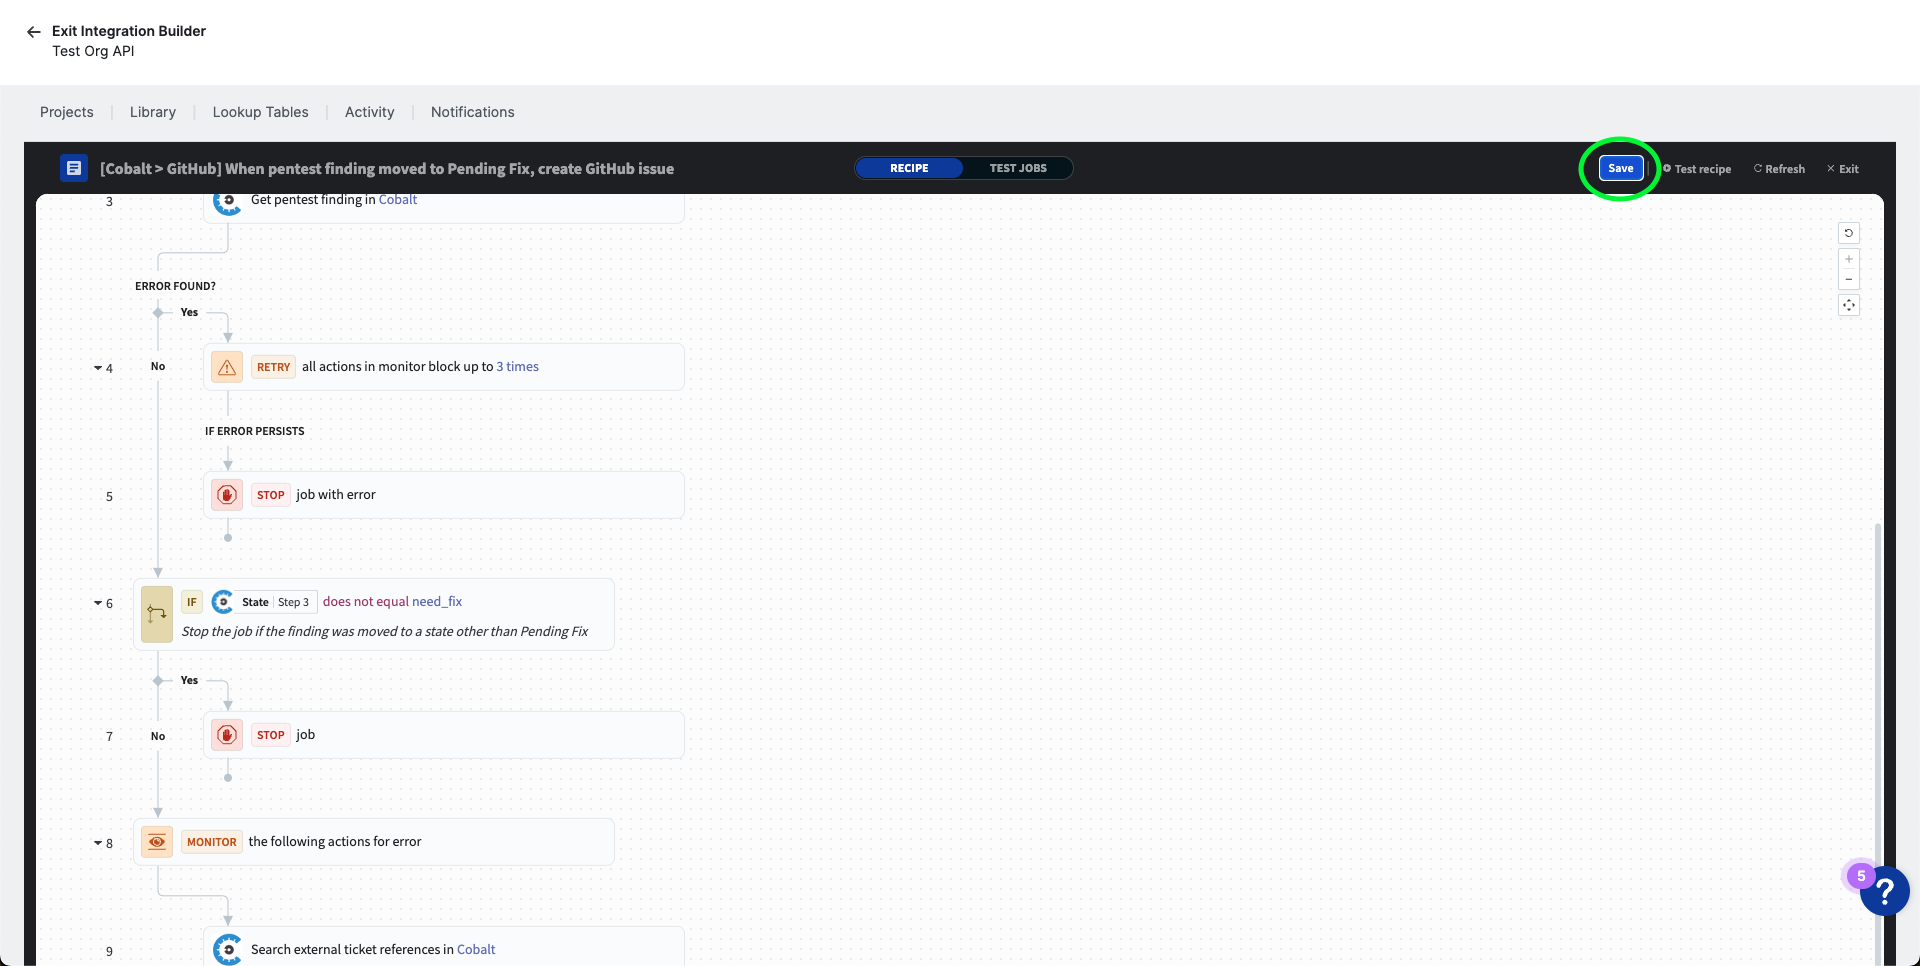 Exit Integration Builder
Test Org API
Projects | Library | Lookup Tables | Activity | Notifications
[Cobalt > GitHub] When pentest finding moved to Pending Fix, create GitHub issue
RECIPE TEST JOBS
Save Test recipe Refresh Exit
3 Get pentest finding in Cobalt
ERROR FOUND?
Yes
4 No RETRY all actions in monitor block up to 3 times
IF ERROR PERSISTS
5 STOP job with error
6 IF State | Step 3 does not equal need_fix
Stop the job if the finding was moved to a state other than Pending Fix
Yes
7 No STOP job
8 MONITOR the following actions for error
5
?
9 Search external ticket references in Cobalt